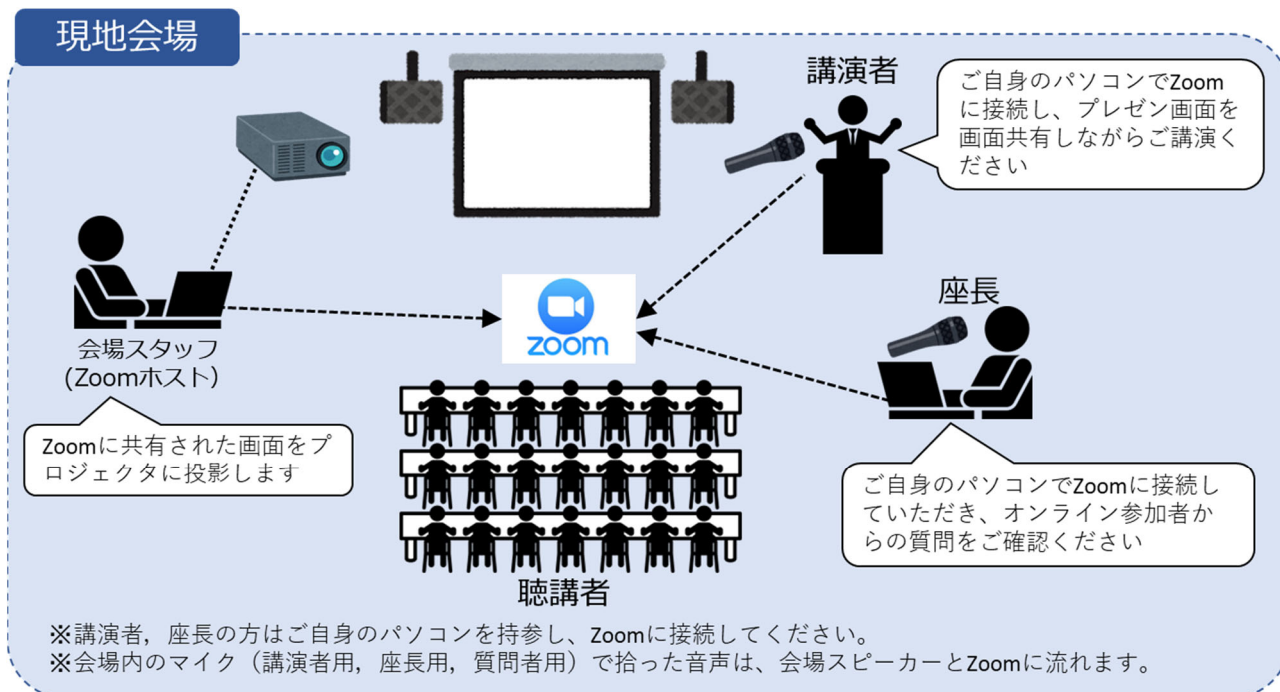 現地会場
講演者
ご自身のパソコンでZoom
に接続し、プレゼン画面を
画面共有しながらご講演く
ださい
座長
zoom
会場スタッフ
(Zoomホスト)
Zoomに共有された画面をプ
ロジェクタに投影します
ご自身のパソコンでZoomに接続し
ていただき、オンライン参加者か
らの質問をご確認ください
聴講者
※講演者，座長の方はご自身のパソコンを持参し、Zoomに接続してください。
※会場内のマイク（講演者用，座長用，質問者用）で拾った音声は、会場スピーカーとZoomに流れます。